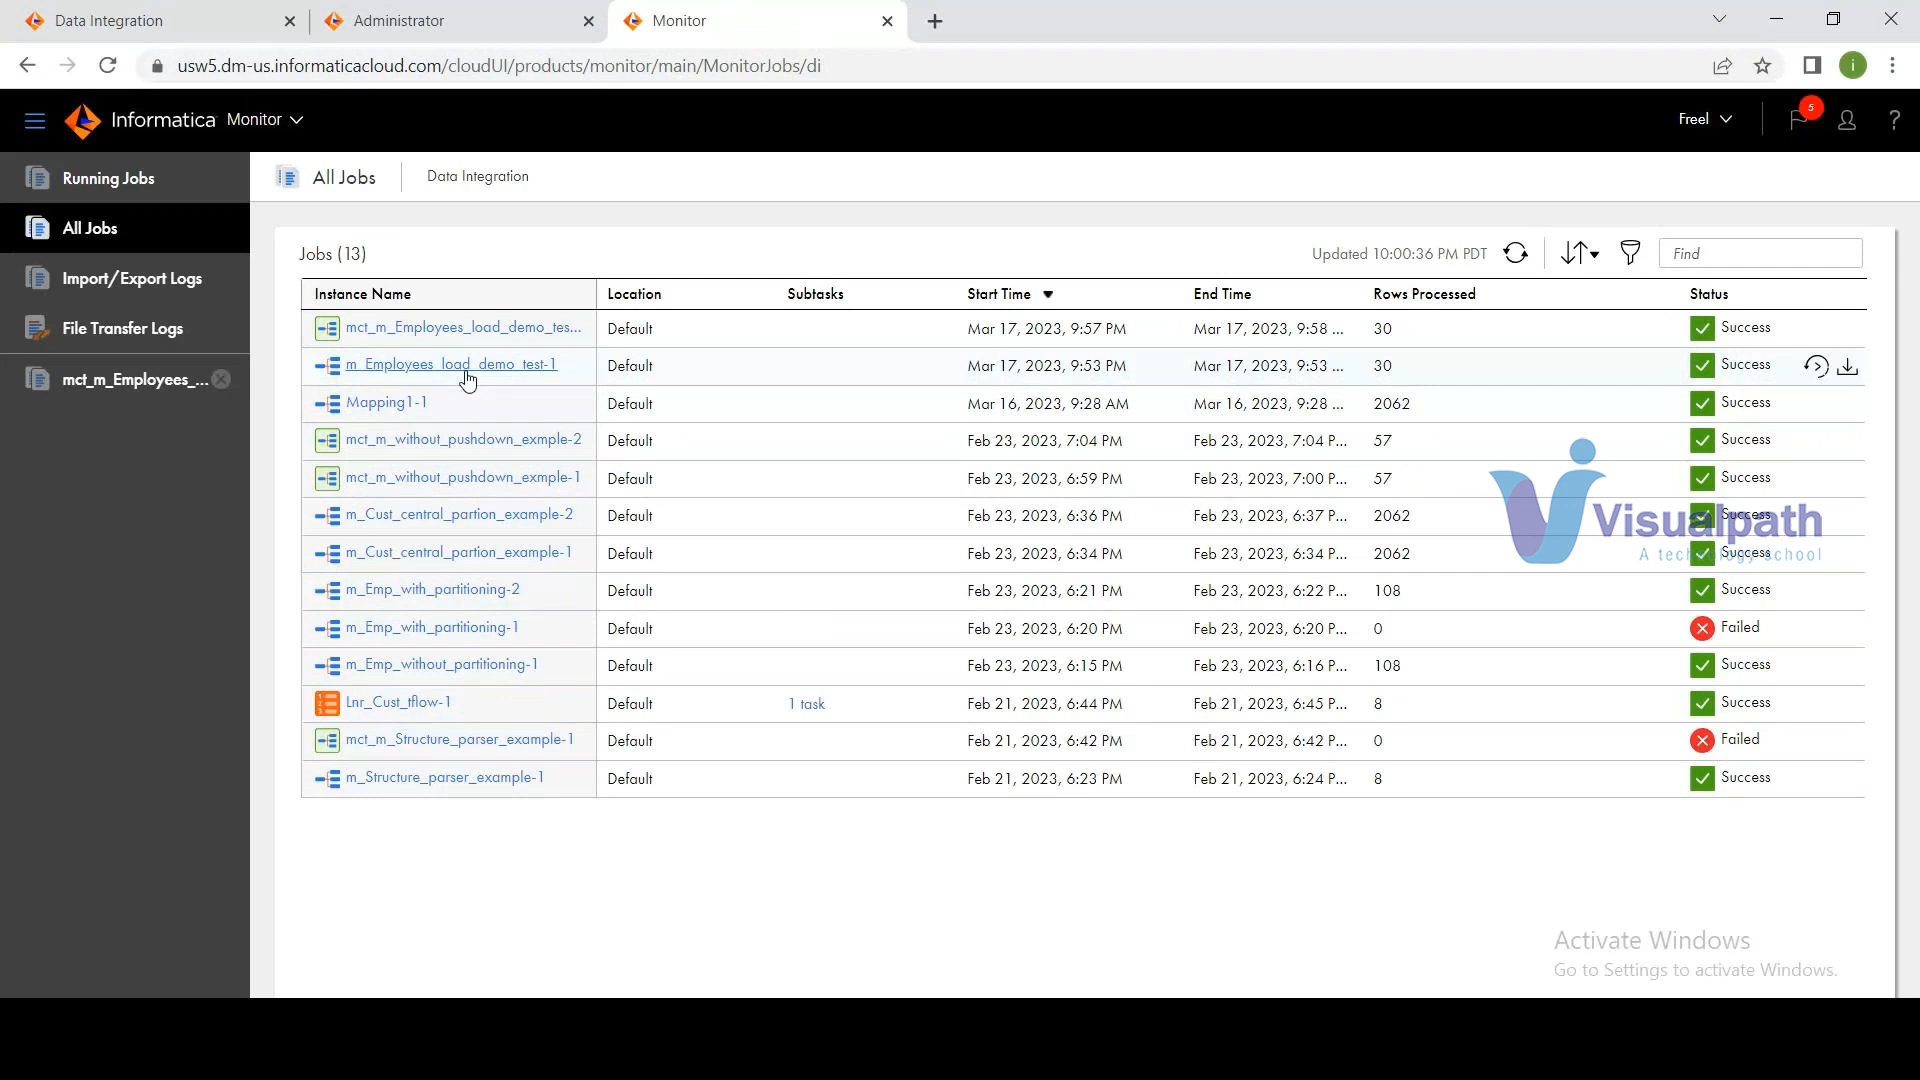 Data Integration
Administrator
Monitor
usw5.dm-us.informaticacloud.com/cloudUI/products/monitor/main/MonitorJobs/di
i
Informatica Monitor
Freel
5
?
Running Jobs
All Jobs
Import/Export Logs
File Transfer Logs
mct_m_Employees_...
All Jobs Data Integration
Jobs (13)
Updated 10:00:36 PM PDT
Find
Instance Name Location Subtasks Start Time End Time Rows Processed Status
mct_m_Employees_load_demo_tes... Default Mar 17, 2023, 9:57 PM Mar 17, 2023, 9:58 ... 30 Success
m_Employees_load_demo_test-1 Default Mar 17, 2023, 9:53 PM Mar 17, 2023, 9:53 ... 30 Success
Mapping1-1 Default Mar 16, 2023, 9:28 AM Mar 16, 2023, 9:28 ... 2062 Success
mct_m_without_pushdown_exmple-2 Default Feb 23, 2023, 7:04 PM Feb 23, 2023, 7:04 P... 57 Success
mct_m_without_pushdown_exmple-1 Default Feb 23, 2023, 6:59 PM Feb 23, 2023, 7:00 P... 57 Success
m_Cust_central_partion_example-2 Default Feb 23, 2023, 6:36 PM Feb 23, 2023, 6:37 P... 2062 Success
m_Cust_central_partion_example-1 Default Feb 23, 2023, 6:34 PM Feb 23, 2023, 6:34 P... 2062 Success
m_Emp_with_partitioning-2 Default Feb 23, 2023, 6:21 PM Feb 23, 2023, 6:22 P... 108 Success
m_Emp_with_partitioning-1 Default Feb 23, 2023, 6:20 PM Feb 23, 2023, 6:20 P... 0 Failed
m_Emp_without_partitioning-1 Default Feb 23, 2023, 6:15 PM Feb 23, 2023, 6:16 P... 108 Success
Lnr_Cust_tflow-1 Default 1 task Feb 21, 2023, 6:44 PM Feb 21, 2023, 6:45 P... 8 Success
mct_m_Structure_parser_example-1 Default Feb 21, 2023, 6:42 PM Feb 21, 2023, 6:42 P... 0 Failed
m_Structure_parser_example-1 Default Feb 21, 2023, 6:23 PM Feb 21, 2023, 6:24 P... 8 Success
Visualpath
A technology school
Activate Windows
Go to Settings to activate Windows.